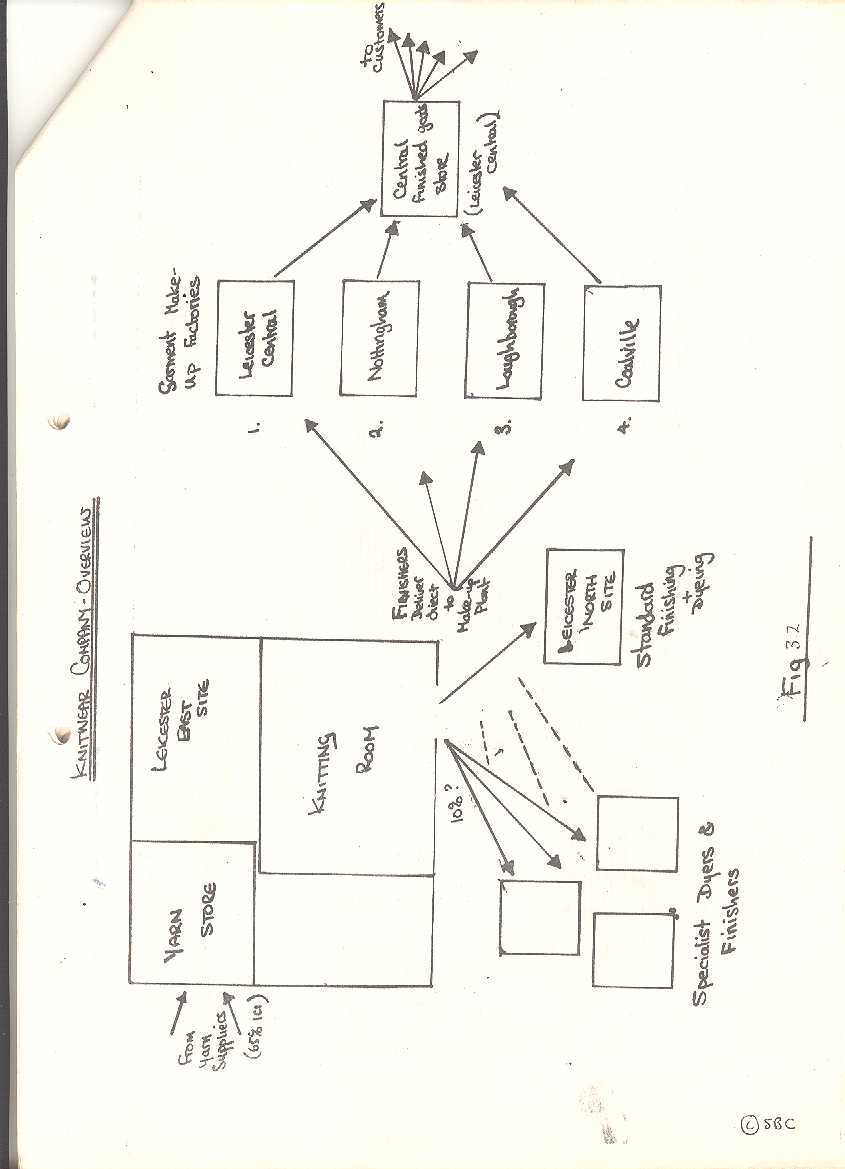 KNITWEAR COMPANY - OVERVIEW
From
Yarn
Suppliers
(65% ICI)
YARN
STORE
LEICESTER
EAST
SITE
KNITTING
ROOM
10%?
Specialist Dyers &
Finishers
LEICESTER
NORTH
SITE
Standard
Finishing
+
Dyeing
FINISHERS
Deliver
direct
to
Make-up
Plant
Garment Make-
Up Factories
1.
Leicester
Central
2.
Nottingham
3.
Loughborough
4.
Coalville
Central
finished goods
store
(Leicester
Central)
to
customers
Fig 32
© SBC